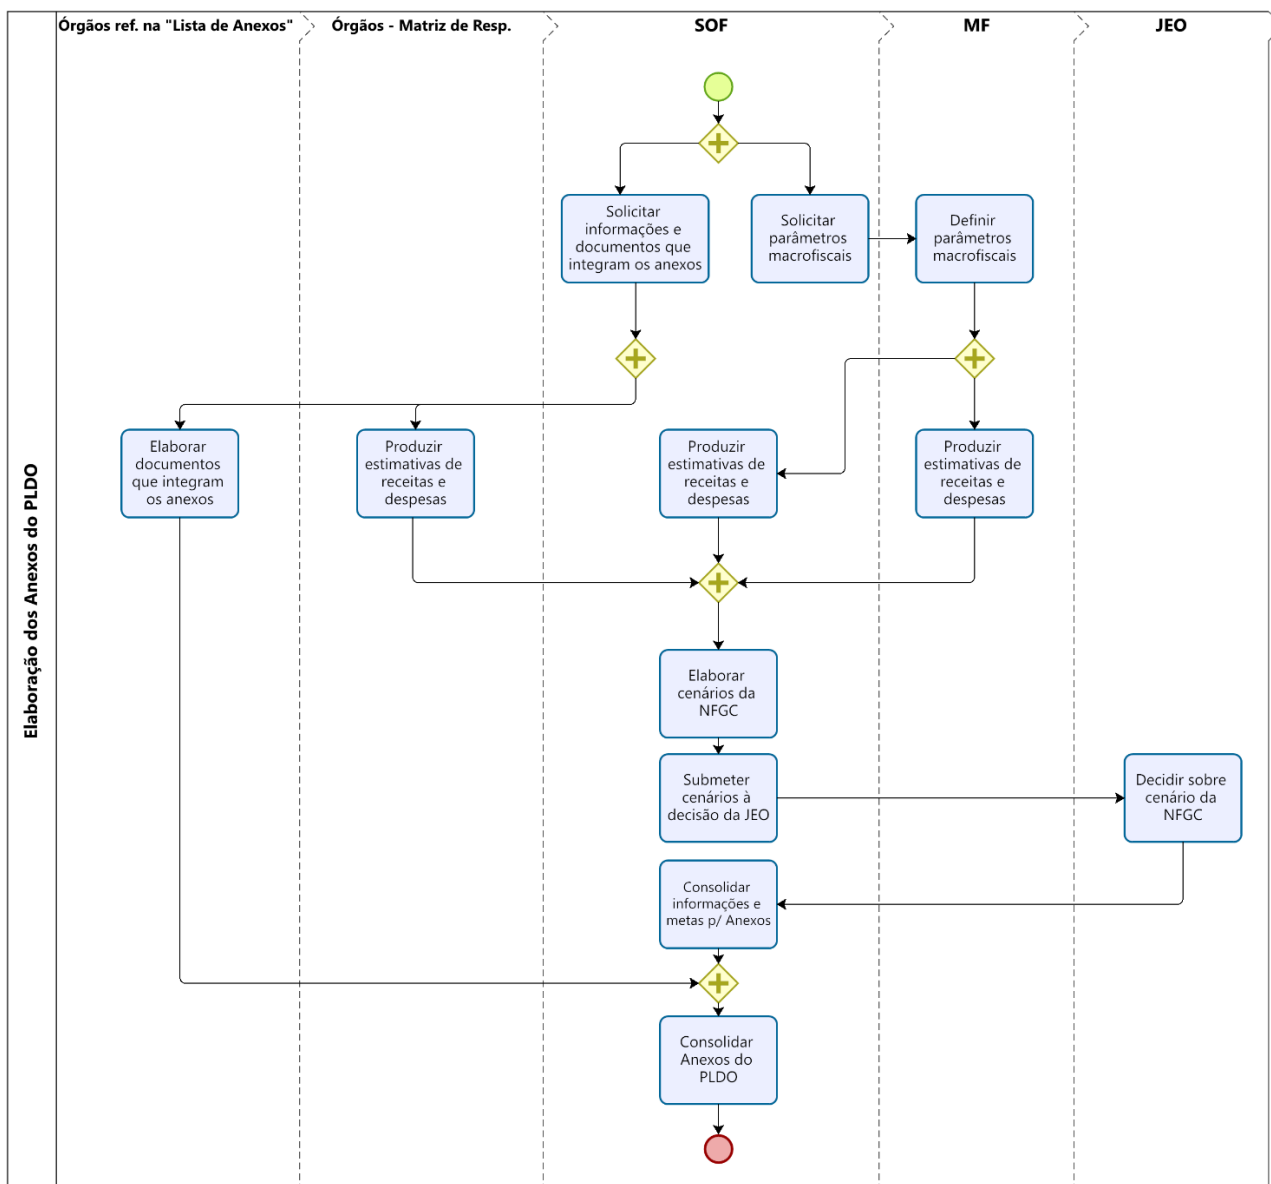 Órgãos ref. na "Lista de Anexos"
Órgãos - Matriz de Resp.
SOF
MF
JEO
Elaboração dos Anexos do PLDO
Solicitar
informações e
documentos que
integram os anexos
Solicitar
parâmetros
macrofiscais
Definir
parâmetros
macrofiscais
Elaborar
documentos
que integram
os anexos
Produzir
estimativas de
receitas e
despesas
Produzir
estimativas de
receitas e
despesas
Produzir
estimativas de
receitas e
despesas
Elaborar
cenários da
NFGC
Submeter
cenários à
decisão da JEO
Decidir sobre
cenário da
NFGC
Consolidar
informações e
metas p/ Anexos
Consolidar
Anexos do
PLDO